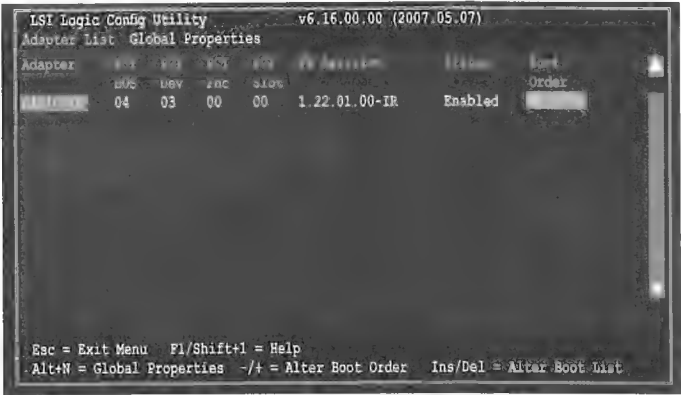 LSI Logic Config Utility v6.16.00.00 (2007.05.07)
Adapter List Global Properties
Adapter
Bus Dev Fnc Slot Order
04 03 00 00 1.22.01.00-IR Enabled
Esc = Exit Menu F1/Shift+1 = Help
Alt+N = Global Properties -/+ = Alter Boot Order Ins/Del = Alter Boot List